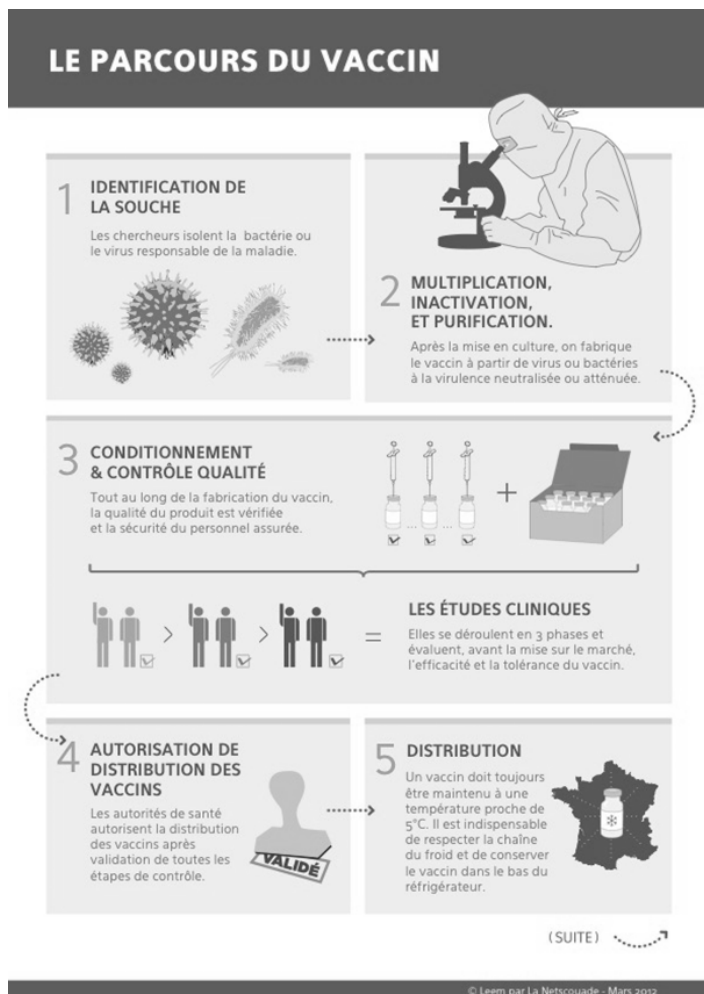 LE PARCOURS DU VACCIN
1
IDENTIFICATION DE
LA SOUCHE
Les chercheurs isolent la bactérie ou
le virus responsable de la maladie.
2
MULTIPLICATION,
INACTIVATION,
ET PURIFICATION.
Après la mise en culture, on fabrique
le vaccin à partir de virus ou bactéries
à la virulence neutralisée ou atténuée.
3
CONDITIONNEMENT
& CONTRÔLE QUALITÉ
Tout au long de la fabrication du vaccin,
la qualité du produit est vérifiée
et la sécurité du personnel assurée.
... ...
+
> > =
LES ÉTUDES CLINIQUES
Elles se déroulent en 3 phases et
évaluent, avant la mise sur le marché,
l'efficacité et la tolérance du vaccin.
4
AUTORISATION DE
DISTRIBUTION DES
VACCINS
Les autorités de santé
autorisent la distribution
des vaccins après
validation de toutes les
étapes de contrôle.
VALIDÉ
5
DISTRIBUTION
Un vaccin doit toujours
être maintenu à une
température proche de
5°C. Il est indispensable
de respecter la chaîne
du froid et de conserver
le vaccin dans le bas du
réfrigérateur.
(SUITE)
© Leem par La Netscouade - Mars 2012